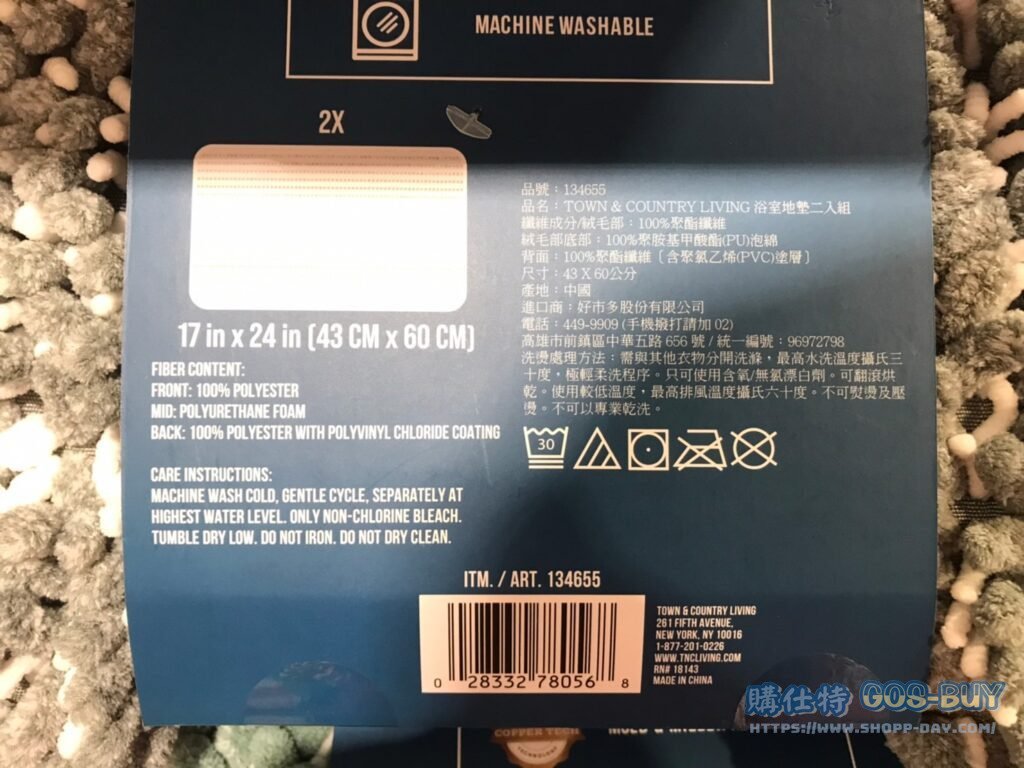 MACHINE WASHABLE
2X
17 in x 24 in (43 CM x 60 CM)
FIBER CONTENT:
FRONT: 100% POLYESTER
MID: POLYURETHANE FOAM
BACK: 100% POLYESTER WITH POLYVINYL CHLORIDE COATING
CARE INSTRUCTIONS:
MACHINE WASH COLD, GENTLE CYCLE, SEPARATELY AT
HIGHEST WATER LEVEL. ONLY NON-CHLORINE BLEACH.
TUMBLE DRY LOW. DO NOT IRON. DO NOT DRY CLEAN.
品號：134655
品名：TOWN & COUNTRY LIVING 浴室地墊二入組
纖維成分/絨毛部：100%聚酯纖維
絨毛部底部：100%聚胺基甲酸酯(PU)泡綿
背面：100%聚酯纖維〔含聚氯乙烯(PVC)塗層〕
尺寸：43 X 60公分
產地：中國
進口商：好市多股份有限公司
電話：449-9909 (手機撥打請加 02)
高雄市前鎮區中華五路 656 號 / 統一編號：96972798
洗燙處理方法：需與其他衣物分開洗滌，最高水洗溫度攝氏三
十度，極輕柔洗程序。只可使用含氧/無氯漂白劑。可翻滾烘
乾。使用較低溫度，最高排風溫度攝氏六十度。不可熨燙及壓
燙。不可以專業乾洗。
30
ITM. / ART. 134655
0 28332 78056 8
TOWN & COUNTRY LIVING
261 FIFTH AVENUE,
NEW YORK, NY 10016
1-877-201-0226
WWW.TNCLIVING.COM
RN# 18143
MADE IN CHINA
購仕特 GOS-BUY
HTTPS://WWW.SHOPP-DAY.COM/
COPPER TECH